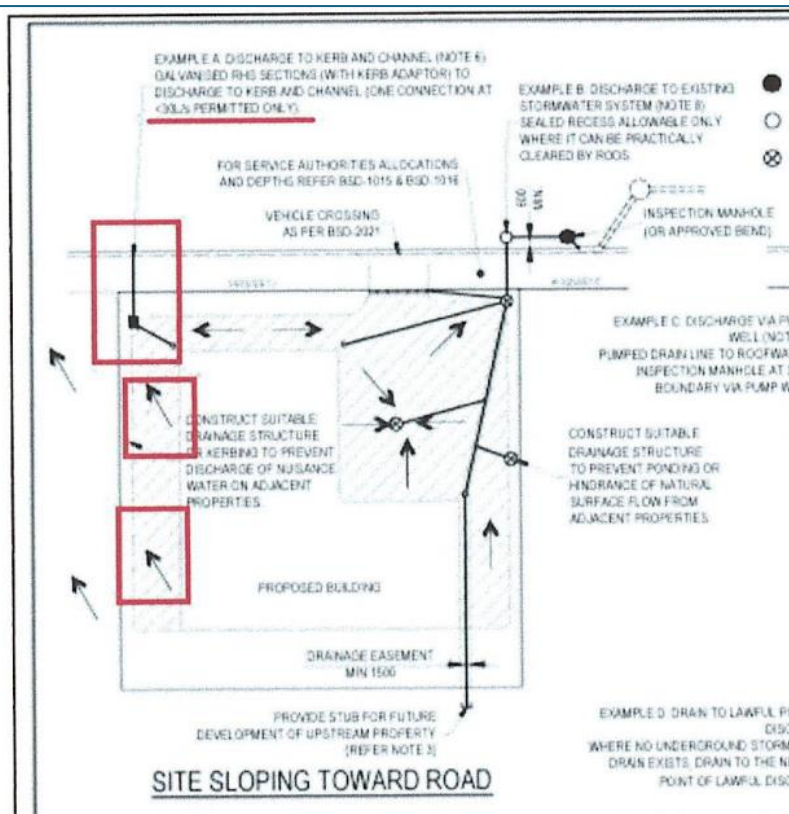 EXAMPLE A. DISCHARGE TO KERB AND CHANNEL (NOTE 6)
GALVANISED RHS SECTIONS (WITH KERB ADAPTOR) TO
DISCHARGE TO KERB AND CHANNEL (ONE CONNECTION AT
<30L/s PERMITTED ONLY).
EXAMPLE B. DISCHARGE TO EXISTING
STORMWATER SYSTEM (NOTE 8)
SEALED RECESS ALLOWABLE ONLY
WHERE IT CAN BE PRACTICALLY
CLEARED BY RODS.
FOR SERVICE AUTHORITIES ALLOCATIONS
AND DEPTHS REFER BSD-1015 & BSD-1016
VEHICLE CROSSING
AS PER BSD-2021
600
MIN
INSPECTION MANHOLE
(OR APPROVED BEND)
EXAMPLE C. DISCHARGE VIA
WELL (NOT
PUMPED DRAIN LINE TO ROOFWA
INSPECTION MANHOLE AT
BOUNDARY VIA PUMP W
CONSTRUCT SUITABLE
DRAINAGE STRUCTURE
OR KERBING TO PREVENT
DISCHARGE OF NUISANCE
WATER ON ADJACENT
PROPERTIES.
CONSTRUCT SUITABLE
DRAINAGE STRUCTURE
TO PREVENT PONDING OR
HINDRANCE OF NATURAL
SURFACE FLOW FROM
ADJACENT PROPERTIES.
PROPOSED BUILDING
DRAINAGE EASEMENT
MIN 1500
PROVIDE STUB FOR FUTURE
DEVELOPMENT OF UPSTREAM PROPERTY
(REFER NOTE 3)
SITE SLOPING TOWARD ROAD
EXAMPLE D. DRAIN TO LAWFUL P
DISC
WHERE NO UNDERGROUND STORM
DRAIN EXISTS, DRAIN TO THE NE
POINT OF LAWFUL DISC